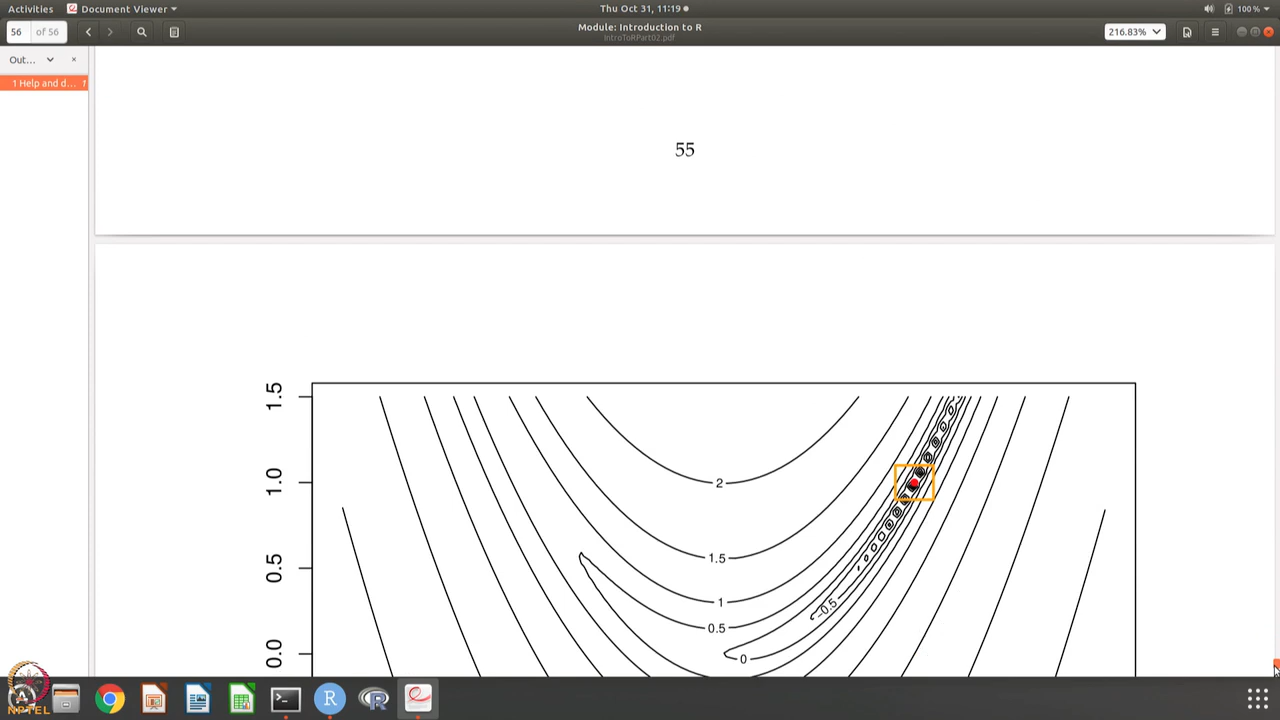 Activities Document Viewer Thu Oct 31, 11:19 100 %
56 of 56 Module: Introduction to R 216.83%
IntroToRPart02.pdf
Out...
1 Help and d... 1
55
1.5
1.0
0.5
0.0
2
1.5
1
0.5
−0.5
0
NPTEL